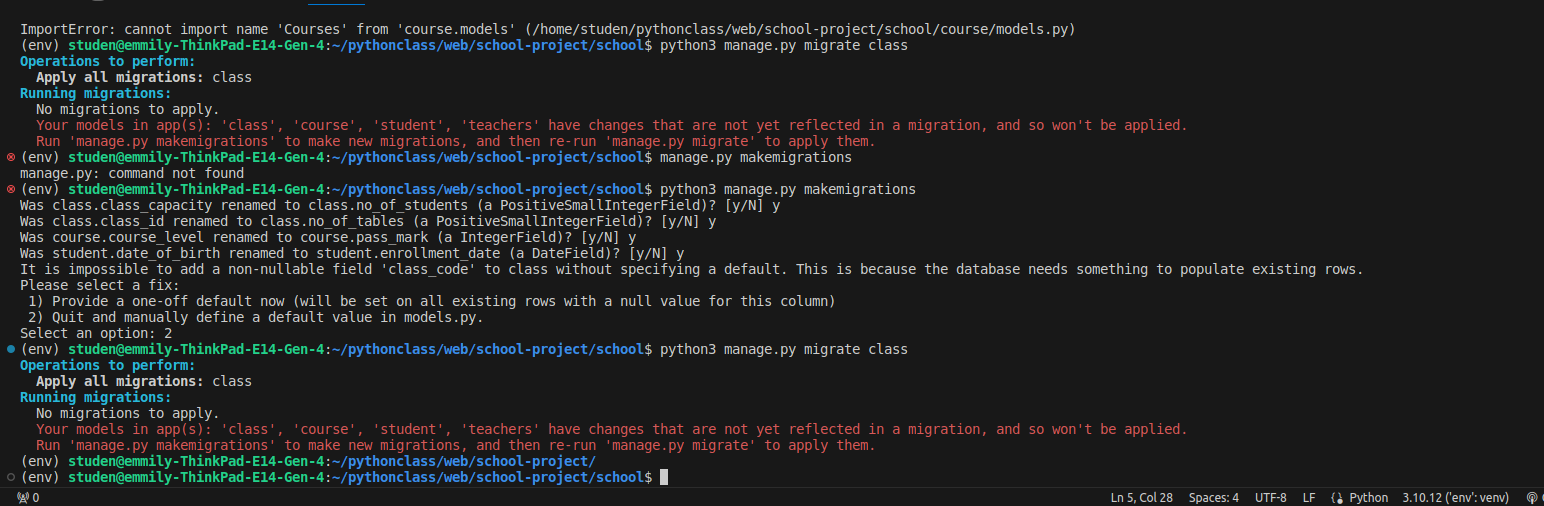 ImportError: cannot import name 'Courses' from 'course.models' (/home/studen/pythonclass/web/school-project/school/course/models.py)
(env) studen@emmily-ThinkPad-E14-Gen-4:~/pythonclass/web/school-project/school$ python3 manage.py migrate class
Operations to perform:
  Apply all migrations: class
Running migrations:
  No migrations to apply.
  Your models in app(s): 'class', 'course', 'student', 'teachers' have changes that are not yet reflected in a migration, and so won't be applied.
  Run 'manage.py makemigrations' to make new migrations, and then re-run 'manage.py migrate' to apply them.
(env) studen@emmily-ThinkPad-E14-Gen-4:~/pythonclass/web/school-project/school$ manage.py makemigrations
manage.py: command not found
(env) studen@emmily-ThinkPad-E14-Gen-4:~/pythonclass/web/school-project/school$ python3 manage.py makemigrations
Was class.class_capacity renamed to class.no_of_students (a PositiveSmallIntegerField)? [y/N] y
Was class.class_id renamed to class.no_of_tables (a PositiveSmallIntegerField)? [y/N] y
Was course.course_level renamed to course.pass_mark (a IntegerField)? [y/N] y
Was student.date_of_birth renamed to student.enrollment_date (a DateField)? [y/N] y
It is impossible to add a non-nullable field 'class_code' to class without specifying a default. This is because the database needs something to populate existing rows.
Please select a fix:
 1) Provide a one-off default now (will be set on all existing rows with a null value for this column)
 2) Quit and manually define a default value in models.py.
Select an option: 2
(env) studen@emmily-ThinkPad-E14-Gen-4:~/pythonclass/web/school-project/school$ python3 manage.py migrate class
Operations to perform:
  Apply all migrations: class
Running migrations:
  No migrations to apply.
  Your models in app(s): 'class', 'course', 'student', 'teachers' have changes that are not yet reflected in a migration, and so won't be applied.
  Run 'manage.py makemigrations' to make new migrations, and then re-run 'manage.py migrate' to apply them.
(env) studen@emmily-ThinkPad-E14-Gen-4:~/pythonclass/web/school-project/
(env) studen@emmily-ThinkPad-E14-Gen-4:~/pythonclass/web/school-project/school$
0 Ln 5, Col 28 Spaces: 4 UTF-8 LF Python 3.10.12 ('env': venv)